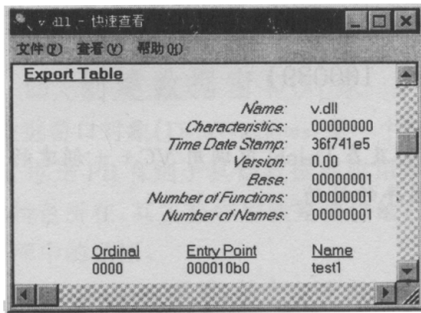 v.dll - 快速查看
文件(F) 查看(V) 帮助(H)
Export Table
Name: v.dll
Characteristics: 00000000
Time Date Stamp: 36f741e5
Version: 0.00
Base: 00000001
Number of Functions: 00000001
Number of Names: 00000001
Ordinal Entry Point Name
0000 000010b0 test1